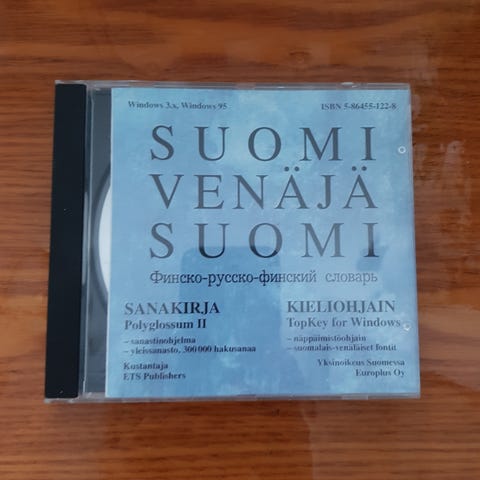 Windows 3.x, Windows 95
ISBN 5-86455-122-8
SUOMI
VENÄJÄ
SUOMI
Финско-русско-финский словарь
SANAKIRJA
Polyglossum II
– sanastinohjelma
– yleissanasto, 300 000 hakusanaa
Kustantaja
ETS Publishers
KIELIOHJAIN
TopKey for Windows
– näppäimistöohjain
– suomalais-venäläiset fontit
Yksinoikeus Suomessa
Europlus Oy